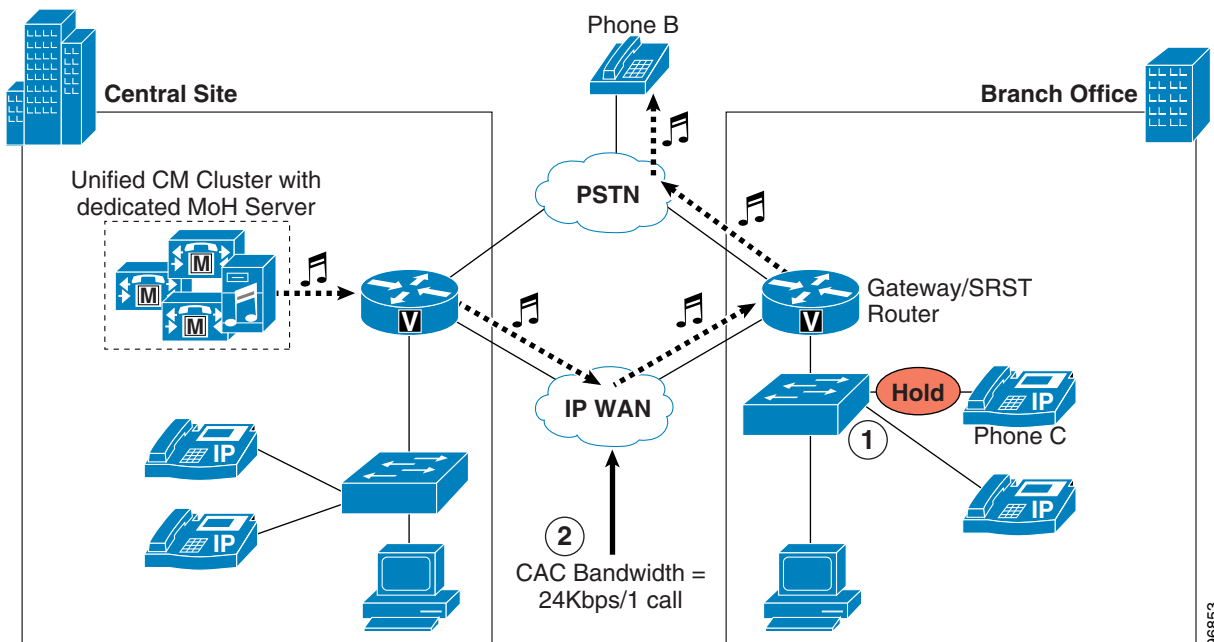 Phone B
Central Site
Branch Office
Unified CM Cluster with
dedicated MoH Server
M
M
M
PSTN
V
V
Gateway/SRST
Router
IP WAN
Hold
IP
Phone C
1
IP
IP
IP
2
CAC Bandwidth =
24Kbps/1 call